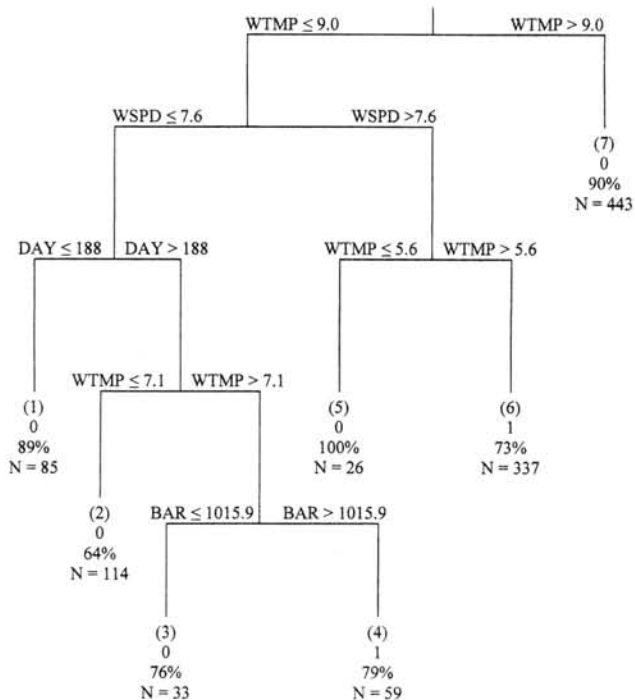 WTMP ≤ 9.0 WTMP > 9.0
WSPD ≤ 7.6 WSPD >7.6
(7)
0
90%
N = 443
DAY ≤ 188 DAY > 188 WTMP ≤ 5.6 WTMP > 5.6
WTMP ≤ 7.1 WTMP > 7.1
(1)
0
89%
N = 85
(5)
0
100%
N = 26
(6)
1
73%
N = 337
(2)
0
64%
N = 114
BAR ≤ 1015.9 BAR > 1015.9
(3)
0
76%
N = 33
(4)
1
79%
N = 59